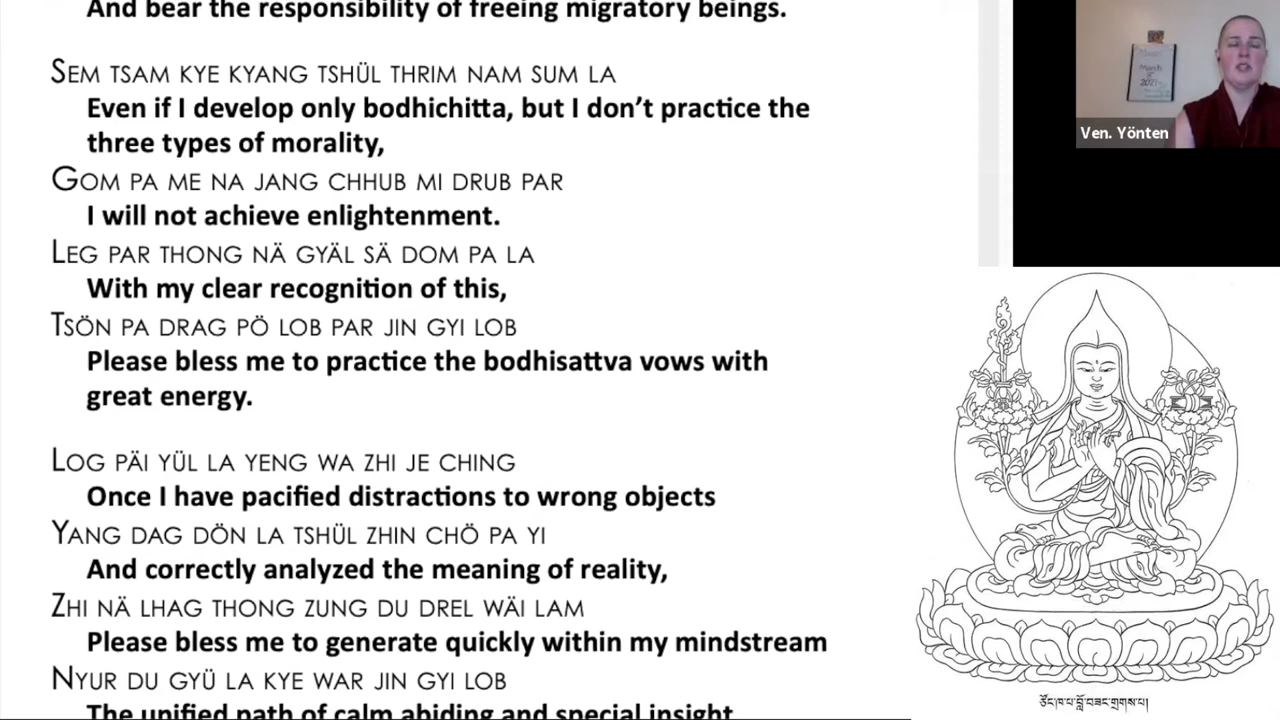 And bear the responsibility of freeing migratory beings.
SEM TSAM KYE KYANG TSHÜL THRIM NAM SUM LA
Even if I develop only bodhichitta, but I don’t practice the
three types of morality,
GOM PA ME NA JANG CHHUB MI DRUB PAR
I will not achieve enlightenment.
LEG PAR THONG NÄ GYÄL SÄ DOM PA LA
With my clear recognition of this,
TSÖN PA DRAG PÖ LOB PAR JIN GYI LOB
Please bless me to practice the bodhisattva vows with
great energy.
LOG PÄI YÜL LA YENG WA ZHI JE CHING
Once I have pacified distractions to wrong objects
YANG DAG DÖN LA TSHÜL ZHIN CHÖ PA YI
And correctly analyzed the meaning of reality,
ZHI NÄ LHAG THONG ZUNG DU DREL WÄI LAM
Please bless me to generate quickly within my mindstream
NYUR DU GYÜ LA KYE WAR JIN GYI LOB
The unified path of calm abiding and special insight
March
2021
Ven. Yönten
ཙོང་ཁ་པ་བློ་བཟང་གྲགས་པ།